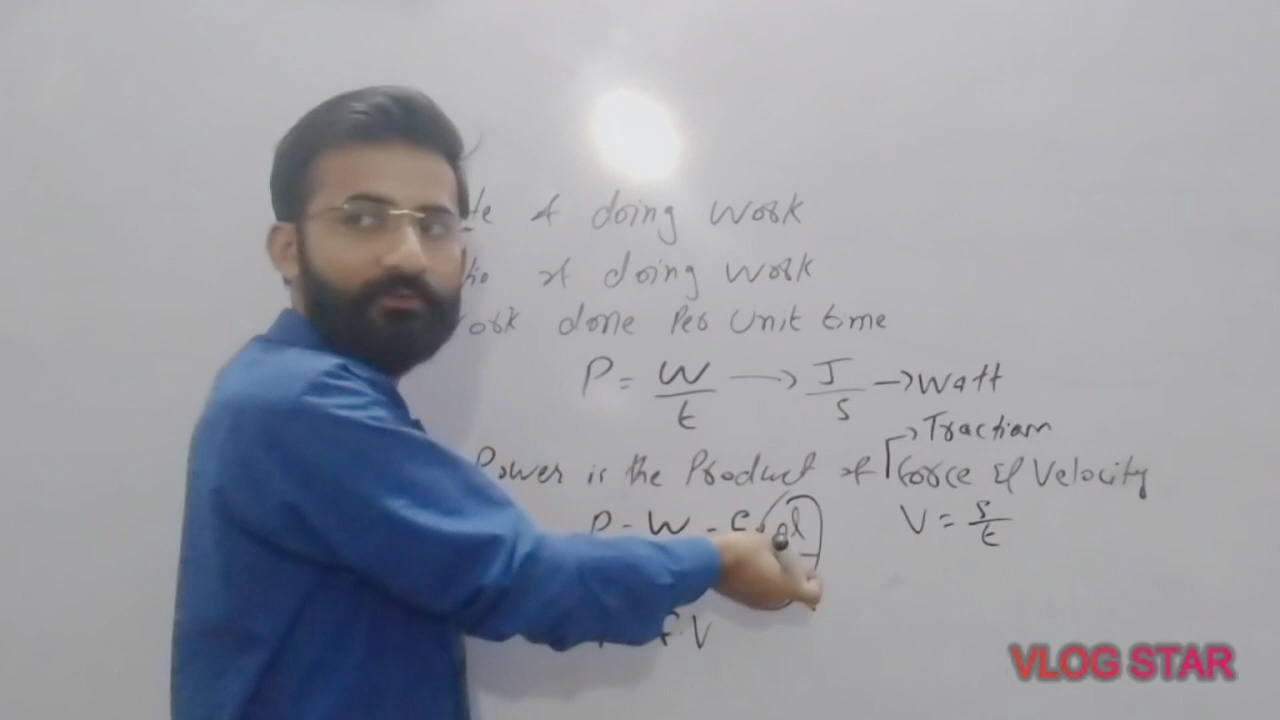 doing work
doing work
done Per Unit time
P = W/t → J/s → Watt
→ Traction
Power is the Product of Force & Velocity
P = W = F. d V = S/t
F. V
VLOG STAR